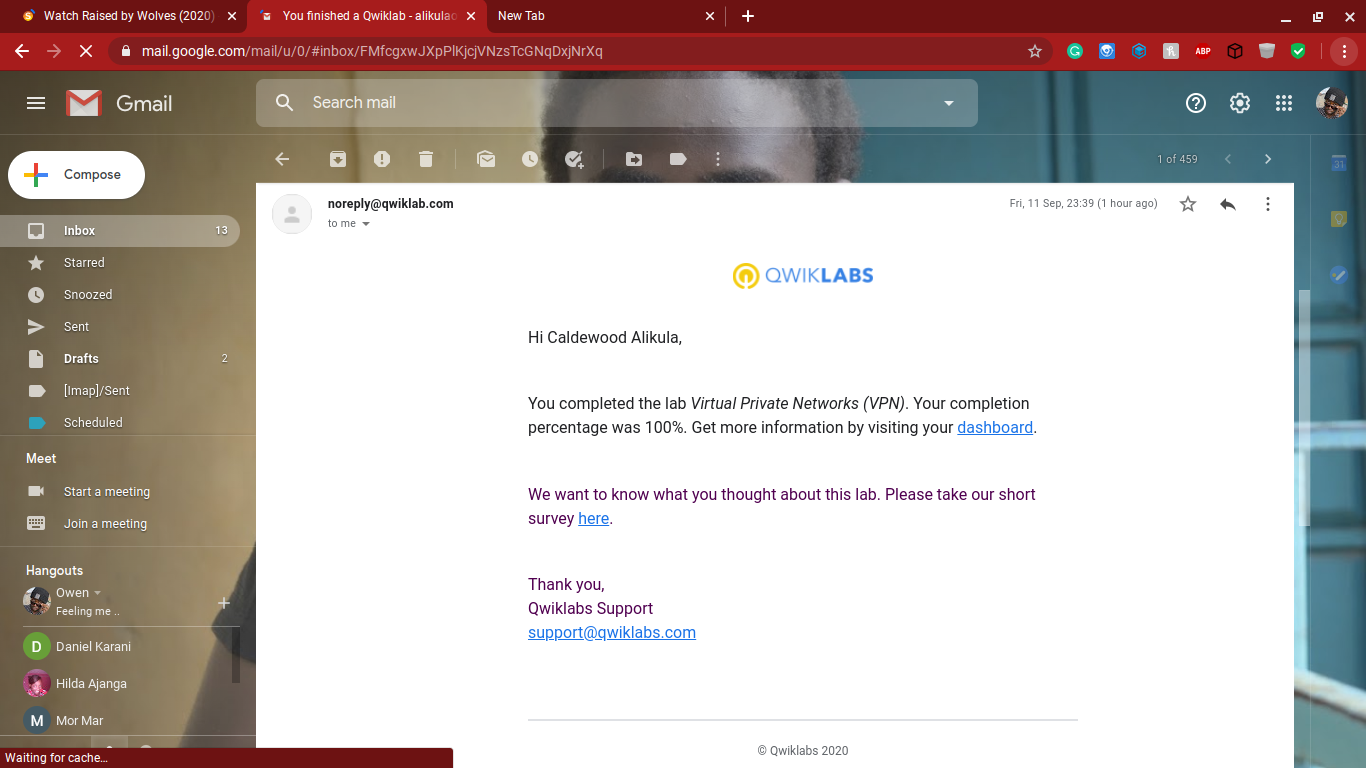 Watch Raised by Wolves (2020)
You finished a Qwiklab - alikulao
New Tab
mail.google.com/mail/u/0/#inbox/FMfcgxwJXpPlKjcjVNzsTcGNqDxjNrXq
ABP
Gmail
Search mail
Compose
1 of 459
31
Inbox 13
Starred
Snoozed
Sent
Drafts 2
[Imap]/Sent
Scheduled
Meet
Start a meeting
Join a meeting
Hangouts
Owen
Feeling me ..
D Daniel Karani
Hilda Ajanga
M Mor Mar
Waiting for cache...
noreply@qwiklab.com
Fri, 11 Sep, 23:39 (1 hour ago)
to me
QWIKLABS
Hi Caldewood Alikula,
You completed the lab Virtual Private Networks (VPN). Your completion
percentage was 100%. Get more information by visiting your dashboard.
We want to know what you thought about this lab. Please take our short
survey here.
Thank you,
Qwiklabs Support
support@qwiklabs.com
© Qwiklabs 2020